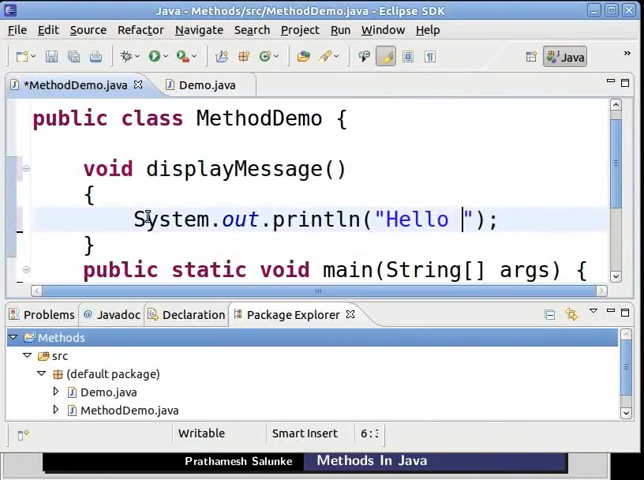 Java - Methods/src/MethodDemo.java - Eclipse SDK
File Edit Source Refactor Navigate Search Project Run Window Help
Java
*MethodDemo.java Demo.java
public class MethodDemo {
void displayMessage()
{
System.out.println("Hello ");
}
public static void main(String[] args) {
Problems @ Javadoc Declaration Package Explorer
Methods
src
(default package)
Demo.java
MethodDemo.java
Writable Smart Insert
Prathamesh Salunke Methods In Java